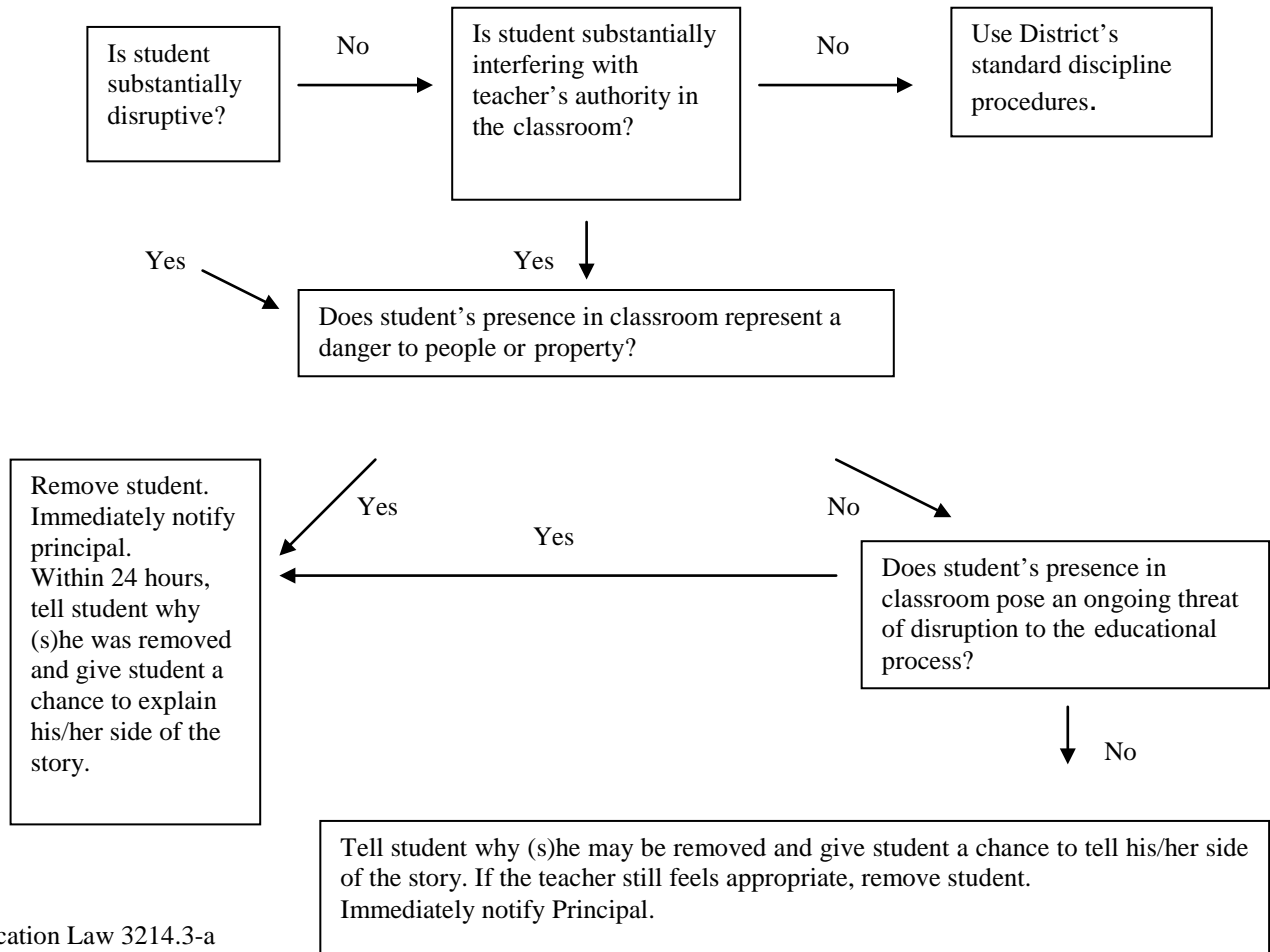 Is student
substantially
disruptive?
No
Is student substantially
interfering with
teacher’s authority in
the classroom?
No
Use District’s
standard discipline
procedures.
Yes
Yes
Does student’s presence in classroom represent a
danger to people or property?
Remove student.
Immediately notify
principal.
Within 24 hours,
tell student why
(s)he was removed
and give student a
chance to explain
his/her side of the
story.
Yes
Yes
No
Does student’s presence in
classroom pose an ongoing threat
of disruption to the educational
process?
No
Tell student why (s)he may be removed and give student a chance to tell his/her side
of the story. If the teacher still feels appropriate, remove student.
Immediately notify Principal.
cation Law 3214.3-a